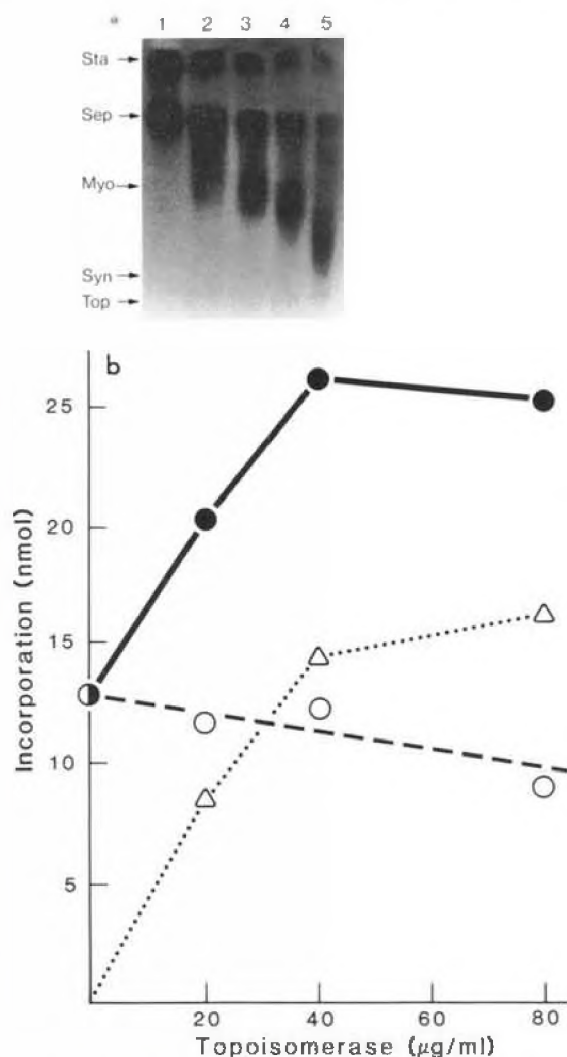 a 1 2 3 4 5
Sta
Sep
Myo
Syn
Top
b
25
20
15
10
5
Incorporation (nmol)
20 40 60 80
Topoisomerase (µg/ml)